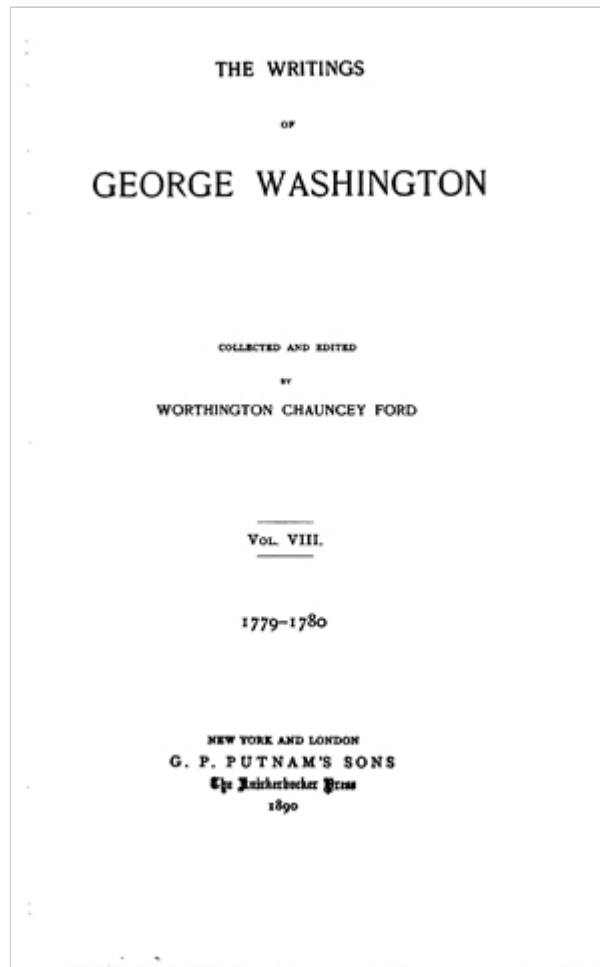 THE WRITINGS
OF
GEORGE WASHINGTON
COLLECTED AND EDITED
BY
WORTHINGTON CHAUNCEY FORD
VOL. VIII.
1779–1780
NEW YORK AND LONDON
G. P. PUTNAM'S SONS
The Knickerbocker Press
1890